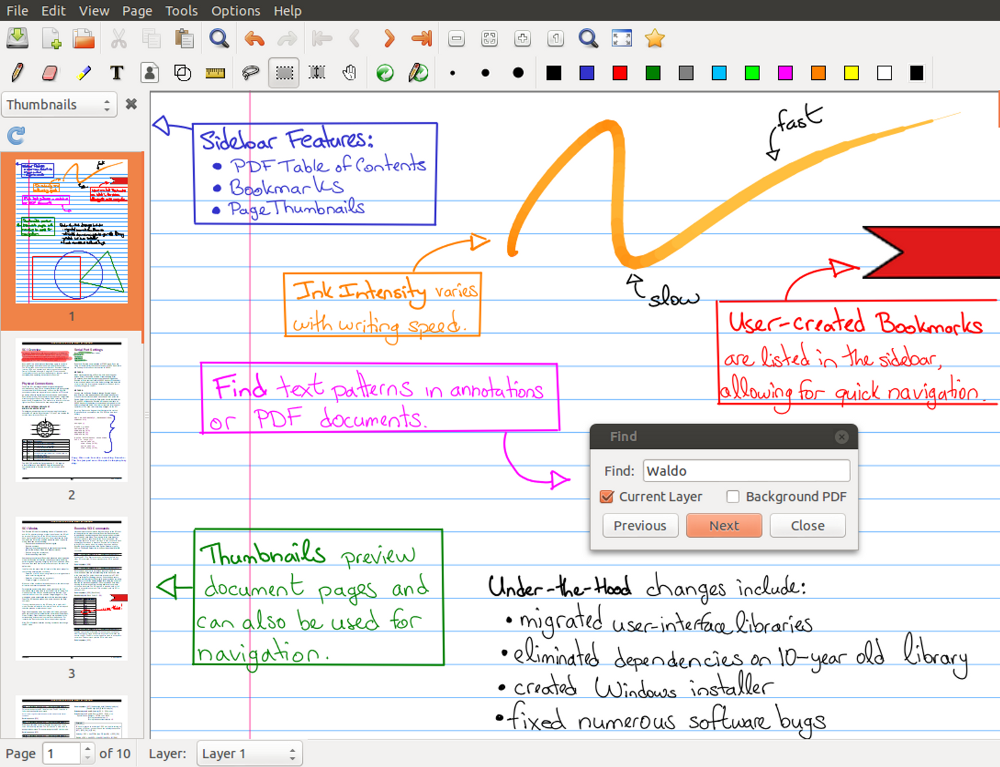 File Edit View Page Tools Options Help
Thumbnails
Sidebar Features:
• PDF Table of Contents
• Bookmarks
• Page Thumbnails
fast
slow
Ink Intensity varies
with writing speed.
User-created Bookmarks
are listed in the sidebar,
allowing for quick navigation.
Find text patterns in annotations
or PDF documents.
Find
Find: Waldo
Current Layer Background PDF
Previous Next Close
Thumbnails preview
document pages and
can also be used for
navigation.
Under-the-Hood changes include:
• migrated user-interface libraries
• eliminated dependencies on 10-year old library
• created Windows installer
• fixed numerous software bugs
1
2
3
Page 1 of 10 Layer: Layer 1